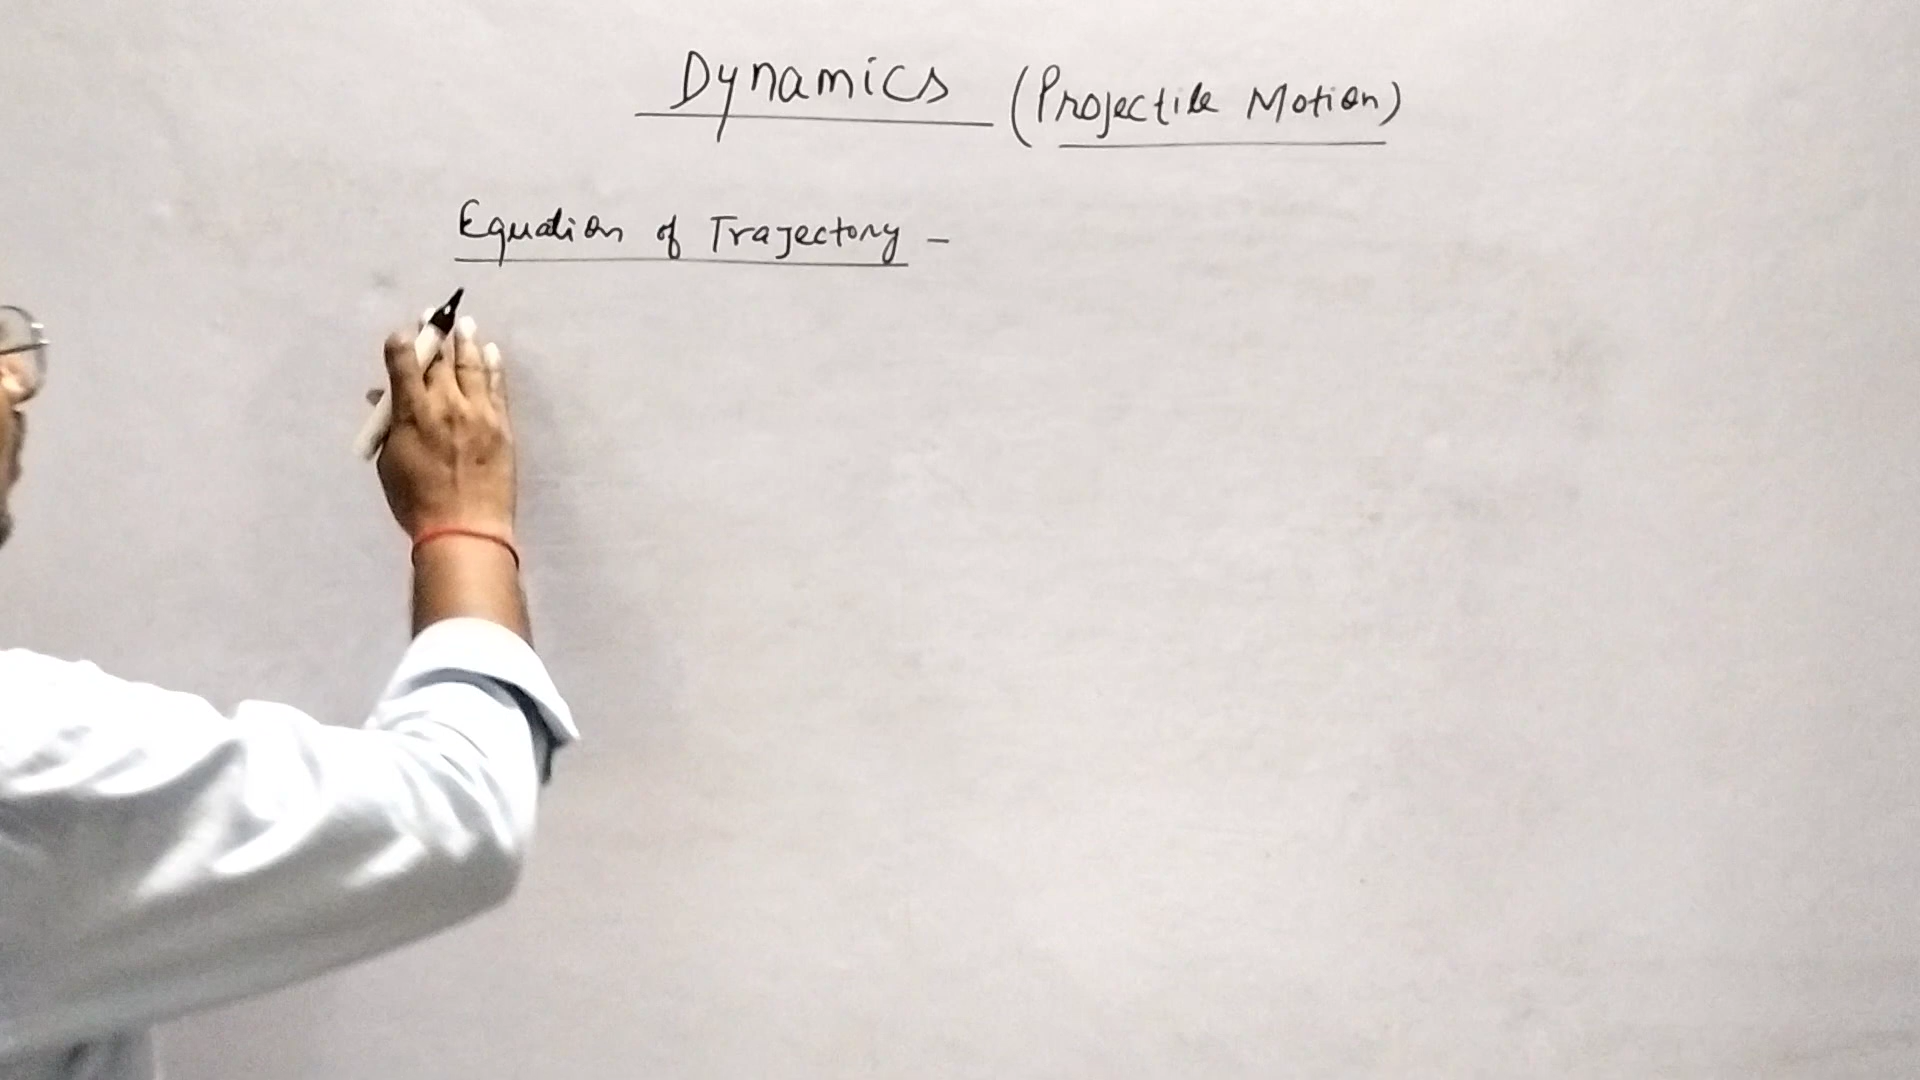 Dynamics (Projectile Motion)
Equation of Trajectory -